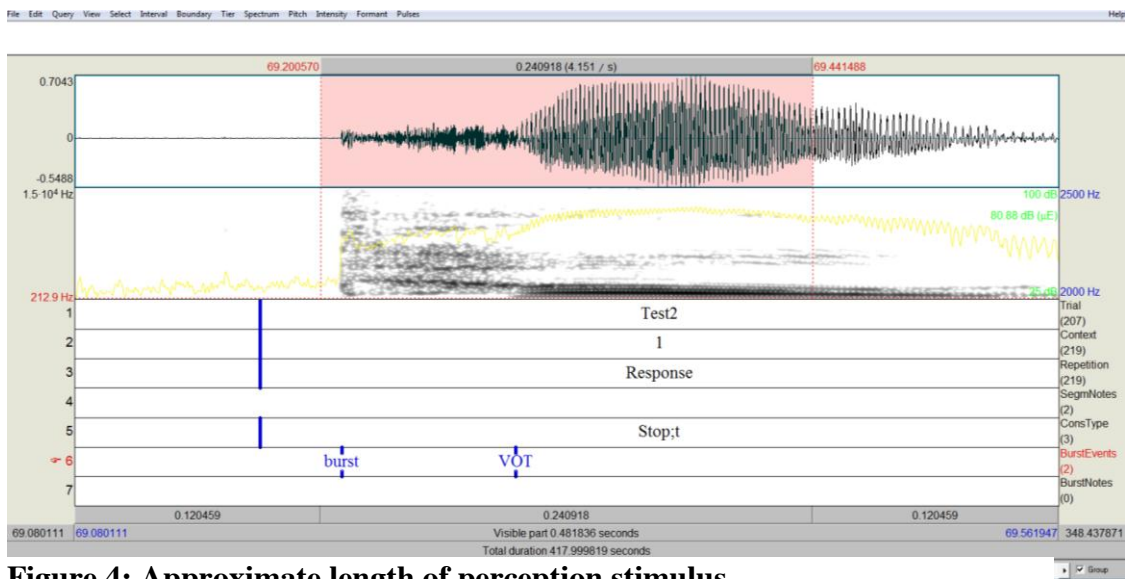 File Edit Query View Select Interval Boundary Tier Spectrum Pitch Intensity Formant Pulses Help
69.200570 0.240918 (4.151 / s) 69.441488
0.7043
0
-0.5488
1.5·10⁴ Hz 100 dB 2500 Hz
80.88 dB (µE)
212.9 Hz 25 dB 2000 Hz
1 Test2 Trial (207)
2 1 Context (219)
3 Response Repetition (219)
4 SegmNotes (2)
5 Stop;t ConsType (3)
6 burst VOT BurstEvents (2)
7 BurstNotes (0)
0.120459 0.240918 0.120459
69.080111 69.080111 Visible part 0.481836 seconds 69.561947 348.437871
Total duration 417.999819 seconds
Group
Figure 4: Approximate length of perception stimulus